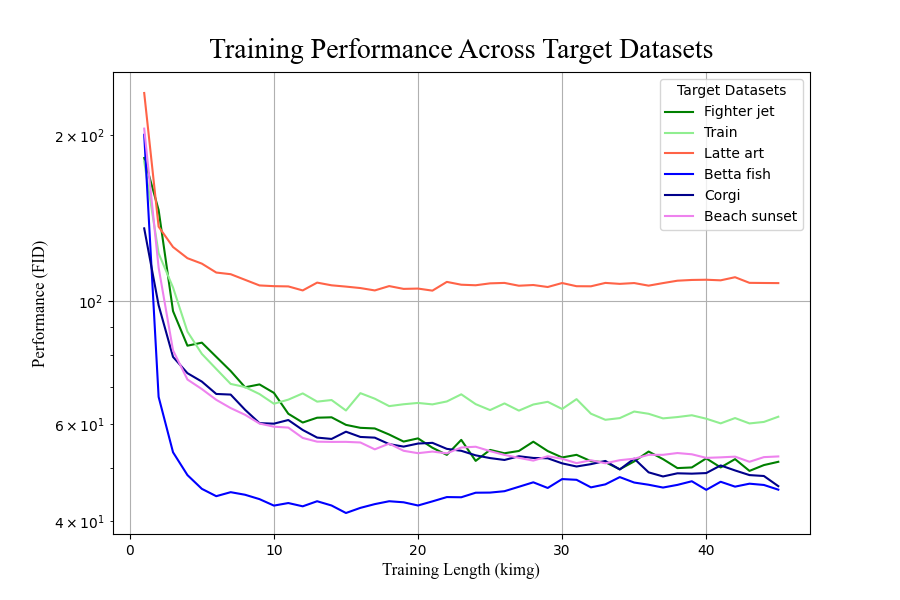 Training Performance Across Target Datasets
Target Datasets
Fighter jet
Train
Latte art
Betta fish
Corgi
Beach sunset
Performance (FID)
2 × 10²
10²
6 × 10¹
4 × 10¹
0 10 20 30 40
Training Length (kimg)